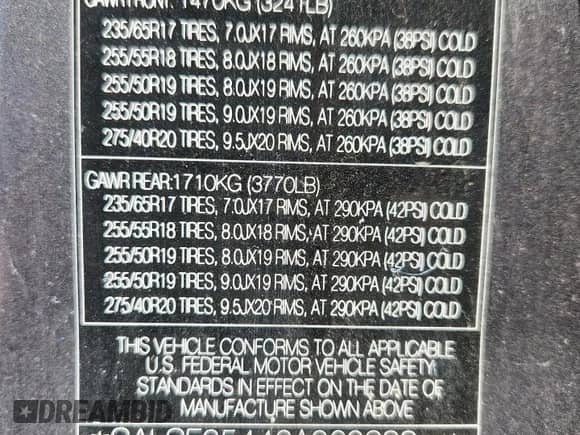 GAWR FRONT: 1470KG (3241LB)
235/65R17 TIRES, 7.0JX17 RIMS, AT 260KPA (38PSI) COLD
255/55R18 TIRES, 8.0JX18 RIMS, AT 260KPA (38PSI) COLD
255/50R19 TIRES, 8.0JX19 RIMS, AT 260KPA (38PSI) COLD
255/50R19 TIRES, 9.0JX19 RIMS, AT 260KPA (38PSI) COLD
275/40R20 TIRES, 9.5JX20 RIMS, AT 260KPA (38PSI) COLD
GAWR REAR: 1710KG (3770LB)
235/65R17 TIRES, 7.0JX17 RIMS, AT 290KPA (42PSI) COLD
255/55R18 TIRES, 8.0JX18 RIMS, AT 290KPA (42PSI) COLD
255/50R19 TIRES, 8.0JX19 RIMS, AT 290KPA (42PSI) COLD
255/50R19 TIRES, 9.0JX19 RIMS, AT 290KPA (42PSI) COLD
275/40R20 TIRES, 9.5JX20 RIMS, AT 290KPA (42PSI) COLD
THIS VEHICLE CONFORMS TO ALL APPLICABLE
U.S. FEDERAL MOTOR VEHICLE SAFETY
STANDARDS IN EFFECT ON THE DATE OF
MANUFACTURE SHOWN ABOVE
DREAMBID